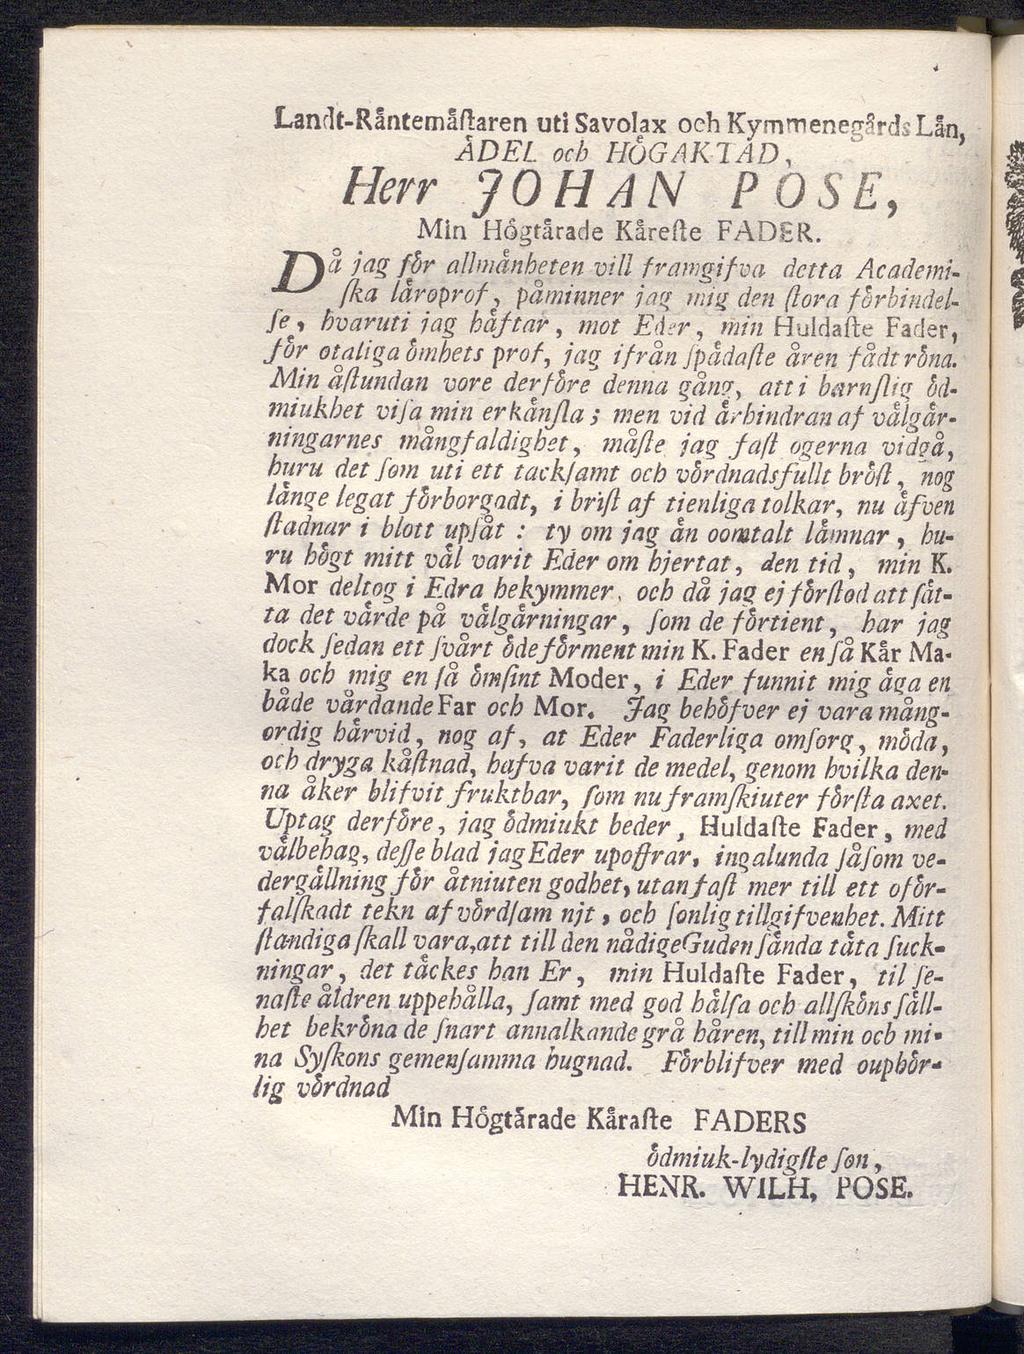 Landt-Råntemåſtaren uti Savolax och Kymmenegårds Lån,
ÅDEL och HÖGAKTAD,
Herr JOHAN POSE,
Min Högtårade Kåreſte FADER.
Då jag för allmånheten vill framgifva detta Academi-
ſka låroprof, påminner jag mig den ſtora förbindel-
ſe, hvaruti jag håftar, mot Eder, min Huldaſte Fader,
för otaliga ömhets prof, jag ifrån ſpådaſte åren fådt röna.
Min åſtundan vore derföre denna gång, att i barnſlig öd-
miukhet viſa min erkånſla; men vid århindran af vålgår-
ningarnes mångfaldighet, måſte jag faſt ogerna vidgå,
huru det ſom uti ett tackſamt och vördnadsfullt bröſt, nog
långe legat förborgadt, i briſt af tienliga tolkar, nu åfven
ſtadnar i blott upſåt: ty om jag ån oomtalt låmnar, hu-
ru högt mitt vål varit Eder om hjertat, den tid, min K.
Mor deltog i Edra bekymmer, och då jag ej förſtod att ſåt-
ta det vårde på vålgårningar, ſom de förtient, har jag
dock ſedan ett ſvårt öde förment min K. Fader en ſå Kår Ma-
ka och mig en ſå ömſint Moder, i Eder funnit mig åga en
både vårdande Far och Mor. Jag behöfver ej vara mång-
ordig hårvid, nog af, at Eder Faderliga omſorg, möda,
och dryga kåſtnad, hafva varit de medel, genom hvilka den-
na åker blifvit fruktbar, ſom nu framſkiuter förſta axet.
Uptag derföre, jag ödmiukt beder, Huldaſte Fader, med
vålbehag, deſſe blad jag Eder upoffrar, ingalunda ſåſom ve-
dergållning för åtniuten godhet, utan faſt mer till ett oför-
falſkadt tekn af vördſam nit, och ſonlig tillgifvenhet. Mitt
ſtandiga ſkall vara, att till den nådige Guden ſånda tåta ſuck-
ningar, det tåckes han Er, min Huldaſte Fader, til ſe-
naſte åldren uppehålla, ſamt med god hålſa och allſköns ſåll-
het bekröna de ſnart annalkande grå håren, till min och mi-
na Syſkons gemenſamma hugnad. Förblifver med ouphör-
lig vördnad
Min Högtårade Kåraſte FADERS
ödmiuk-lydigſte ſon,
HENR. WILH. POSE.